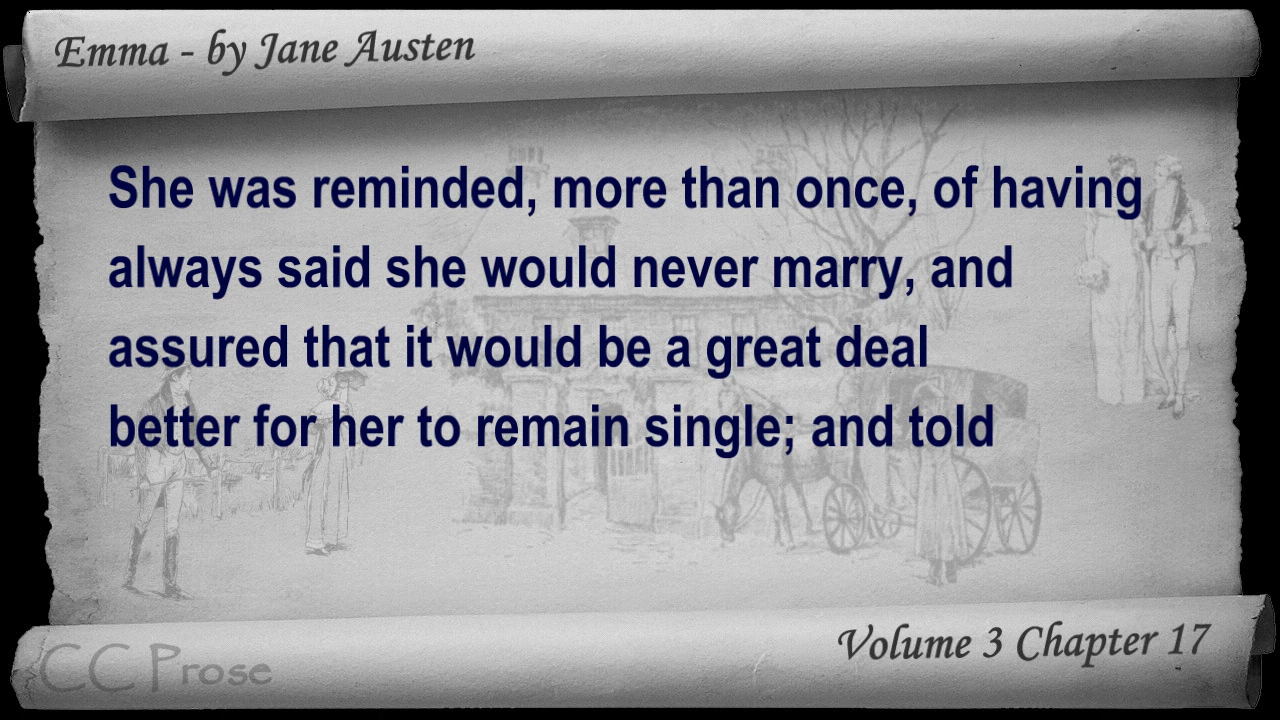 Emma - by Jane Austen
She was reminded, more than once, of having
always said she would never marry, and
assured that it would be a great deal
better for her to remain single; and told
Volume 3 Chapter 17
CC Prose